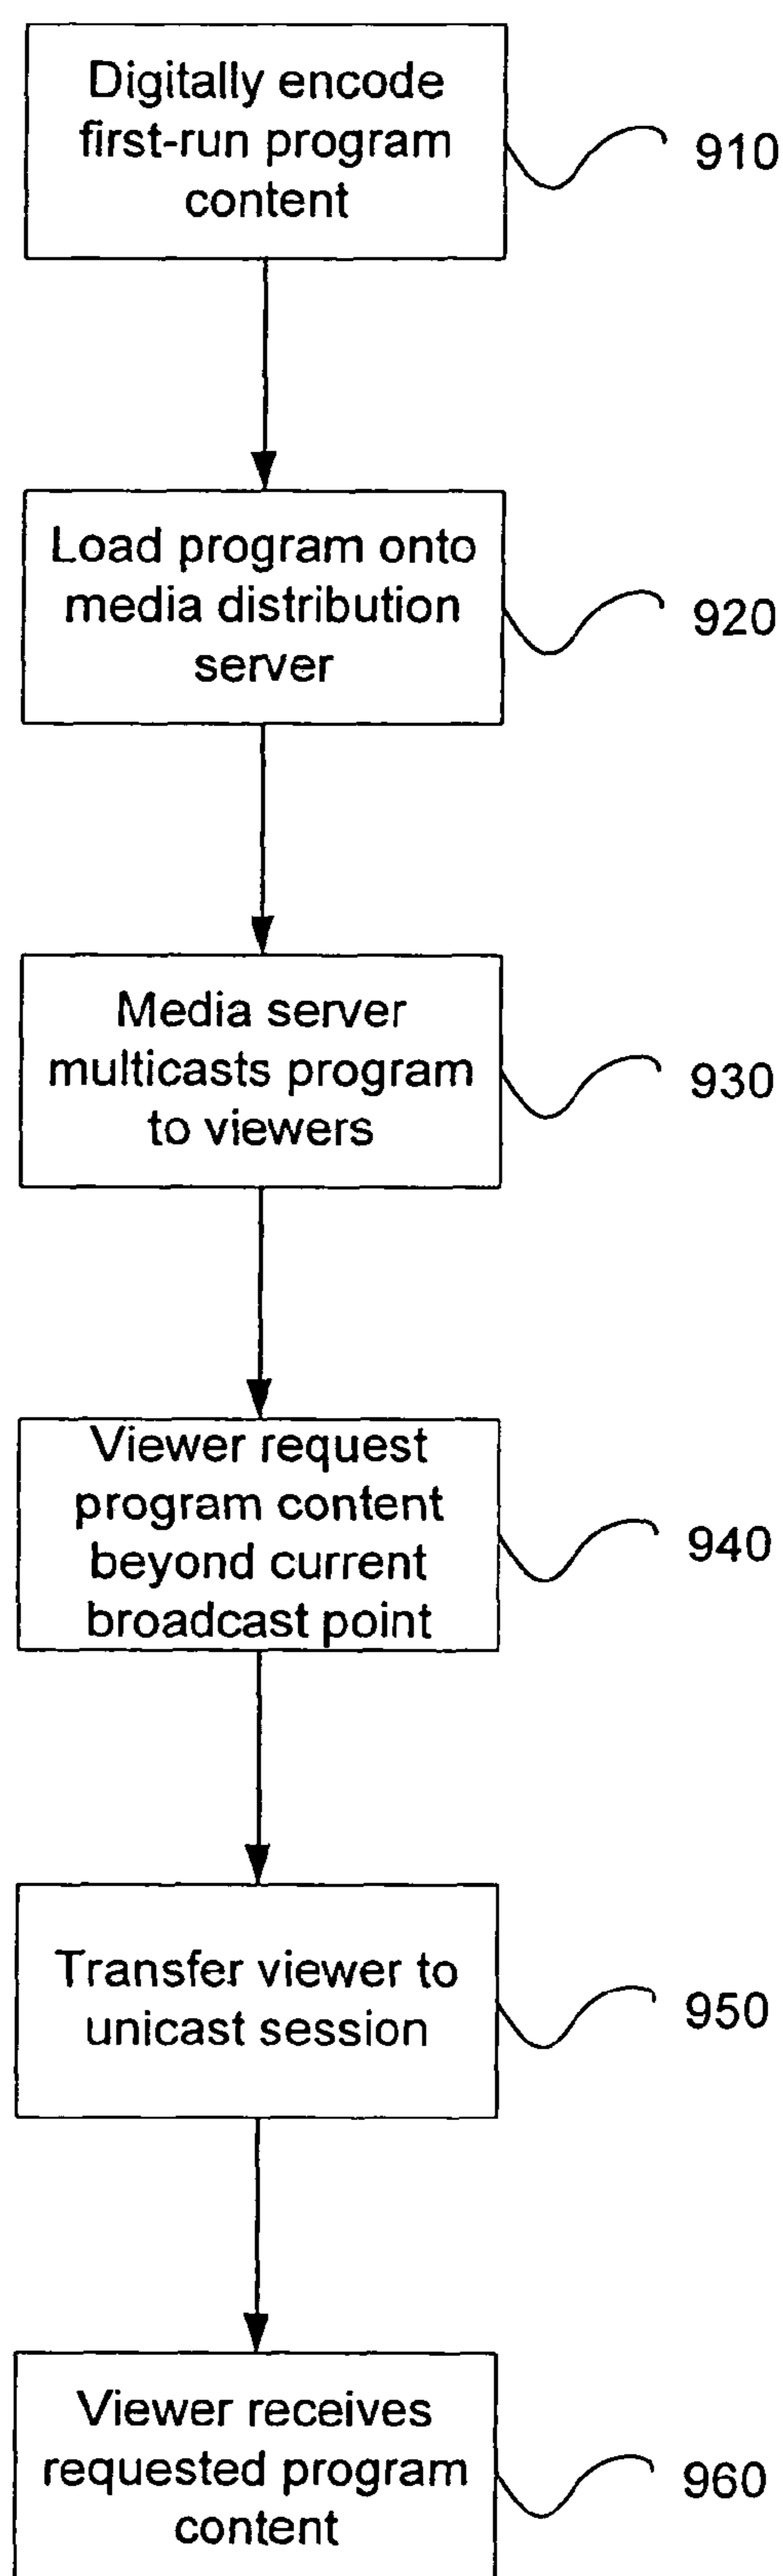 Digitally encode
first-run program
content
910
Load program onto
media distribution
server
920
Media server
multicasts program
to viewers
930
Viewer request
program content
beyond current
broadcast point
940
Transfer viewer to
unicast session
950
Viewer receives
requested program
content
960